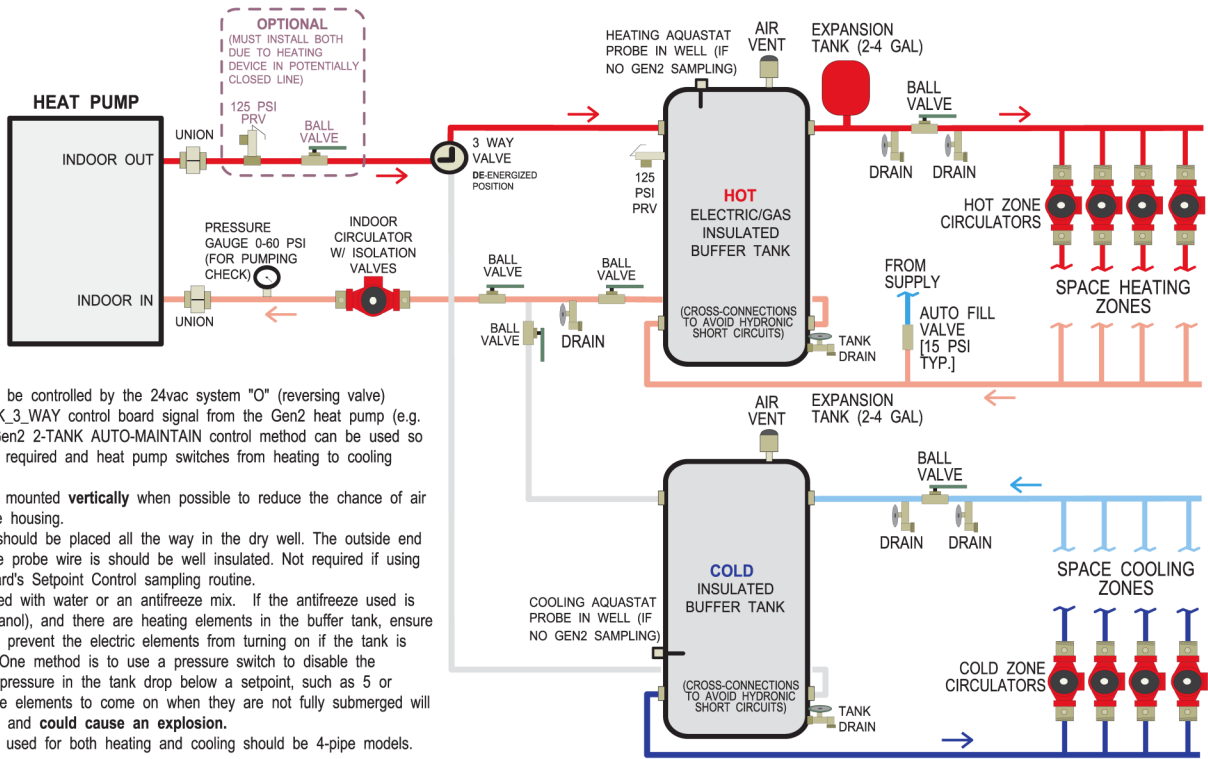 OPTIONAL
(MUST INSTALL BOTH
DUE TO HEATING
DEVICE IN POTENTIALLY
CLOSED LINE)
125 PSI
PRV
BALL
VALVE
HEAT PUMP
INDOOR OUT
UNION
INDOOR IN
UNION
PRESSURE
GAUGE 0-60 PSI
(FOR PUMPING
CHECK)
INDOOR
CIRCULATOR
W/ ISOLATION
VALVES
3 WAY
VALVE
DE-ENERGIZED
POSITION
BALL
VALVE
BALL
VALVE
BALL
VALVE
DRAIN
HEATING AQUASTAT
PROBE IN WELL (IF
NO GEN2 SAMPLING)
AIR
VENT
EXPANSION
TANK (2-4 GAL)
BALL
VALVE
DRAIN
DRAIN
125
PSI
PRV
HOT
ELECTRIC/GAS
INSULATED
BUFFER TANK
(CROSS-CONNECTIONS
TO AVOID HYDRONIC
SHORT CIRCUITS)
TANK
DRAIN
HOT ZONE
CIRCULATORS
SPACE HEATING
ZONES
FROM
SUPPLY
AUTO FILL
VALVE
[15 PSI
TYP.]
be controlled by the 24vac system "O" (reversing valve)
K_3_WAY control board signal from the Gen2 heat pump (e.g.
Gen2 2-TANK AUTO-MAINTAIN control method can be used so
required and heat pump switches from heating to cooling
mounted vertically when possible to reduce the chance of air
e housing.
should be placed all the way in the dry well. The outside end
e probe wire is should be well insulated. Not required if using
ard's Setpoint Control sampling routine.
ed with water or an antifreeze mix. If the antifreeze used is
anol), and there are heating elements in the buffer tank, ensure
prevent the electric elements from turning on if the tank is
One method is to use a pressure switch to disable the
pressure in the tank drop below a setpoint, such as 5 or
e elements to come on when they are not fully submerged will
and could cause an explosion.
used for both heating and cooling should be 4-pipe models.
AIR
VENT
EXPANSION
TANK (2-4 GAL)
BALL
VALVE
DRAIN
DRAIN
COLD
INSULATED
BUFFER TANK
COOLING AQUASTAT
PROBE IN WELL (IF
NO GEN2 SAMPLING)
(CROSS-CONNECTIONS
TO AVOID HYDRONIC
SHORT CIRCUITS)
TANK
DRAIN
SPACE COOLING
ZONES
COLD ZONE
CIRCULATORS